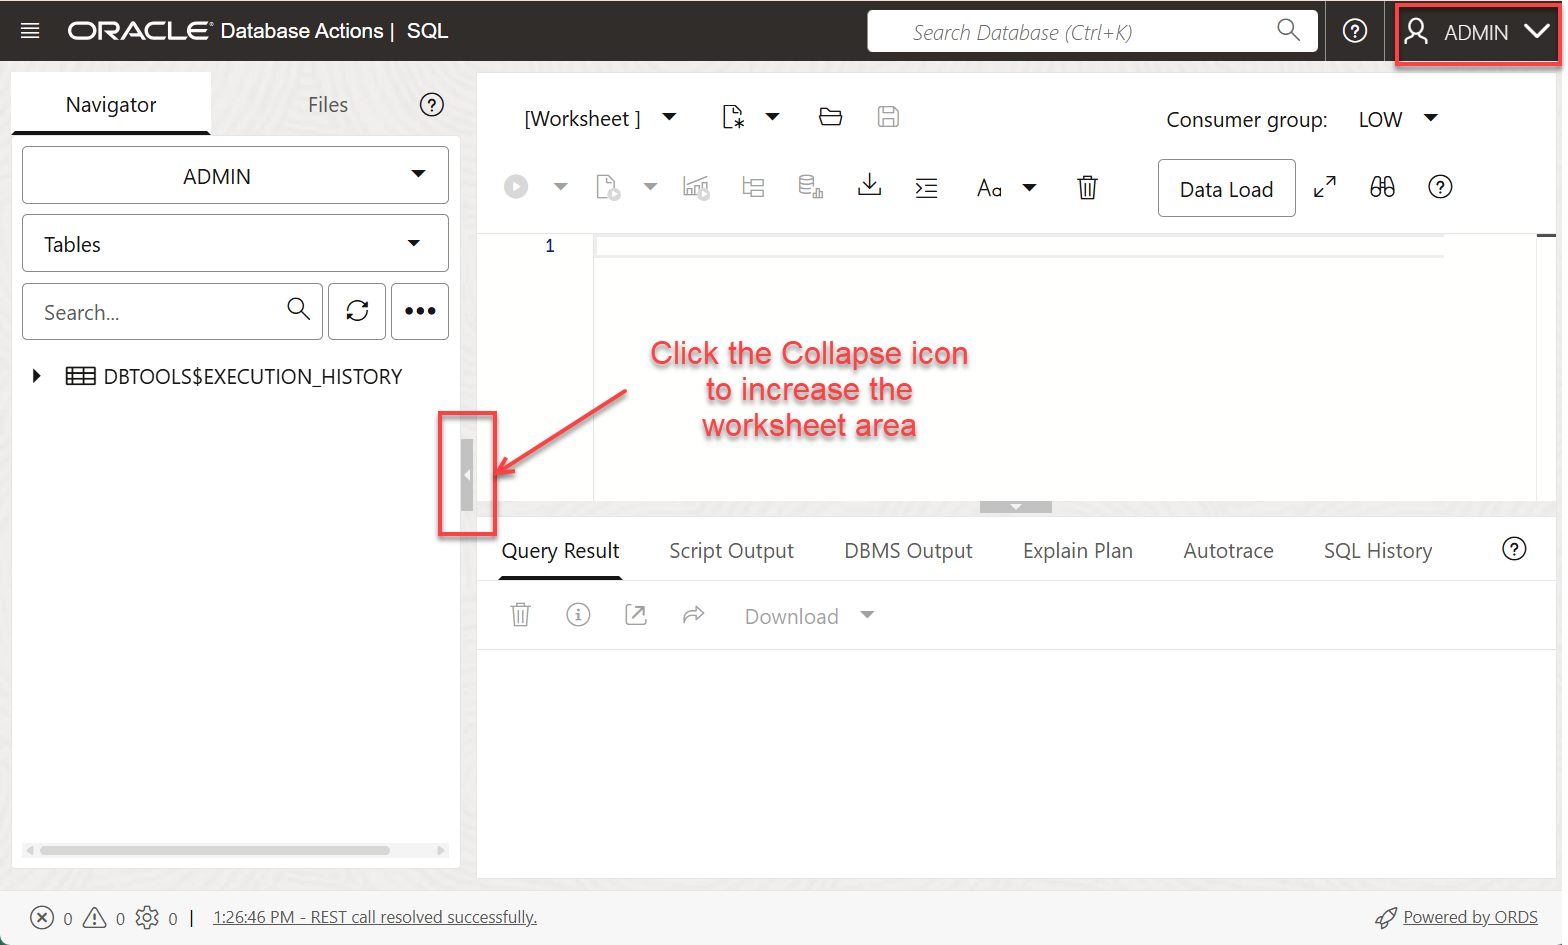 ORACLE Database Actions | SQL
Search Database (Ctrl+K)
ADMIN
Navigator
Files
ADMIN
Tables
Search...
DBTOOLS$EXECUTION_HISTORY
[Worksheet ]
Consumer group: LOW
Aa
Data Load
1
Click the Collapse icon
to increase the
worksheet area
Query Result
Script Output
DBMS Output
Explain Plan
Autotrace
SQL History
Download
0 0 0 | 1:26:46 PM - REST call resolved successfully.
Powered by ORDS